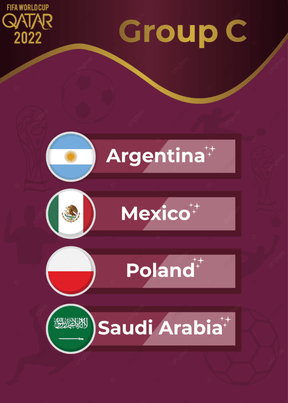 FIFA WORLD CUP
QATAR
2022
Group C
Argentina
Mexico
Poland
Saudi Arabia